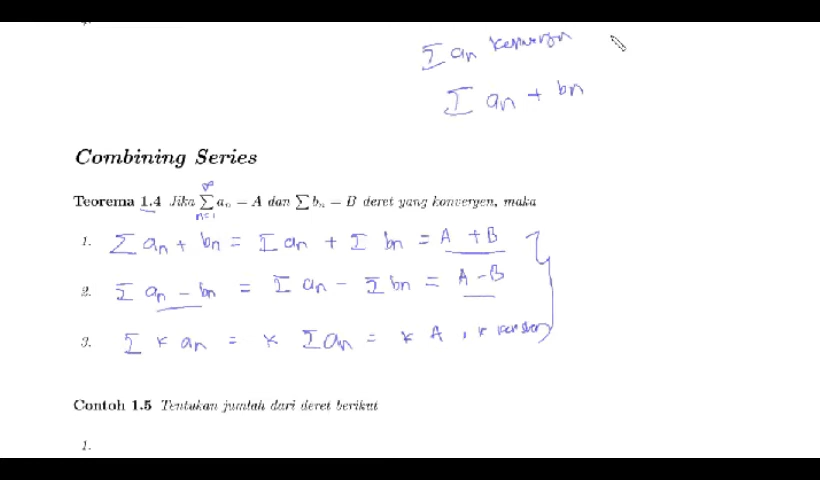 Σ an konvergen
Σ an + bn
Combining Series
Teorema 1.4 Jika ∞ Σ n=1 an = A dan Σ bn = B deret yang konvergen, maka
1. Σ an + bn = Σ an + Σ bn = A + B
2. Σ an - bn = Σ an - Σ bn = A - B
3. Σ k an = k Σ an = k A , k konstan
Contoh 1.5 Tentukan jumlah dari deret berikut
1.